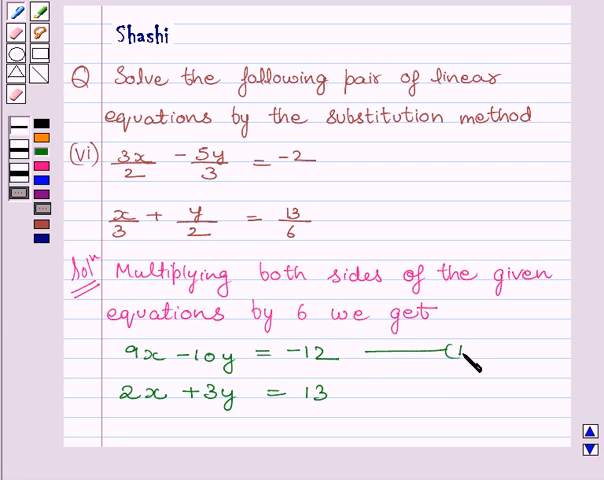 Shashi
Q Solve the following pair of linear
equations by the substitution method
(vi) 3x/2 - 5y/3 = -2
x/3 + y/2 = 13/6
Solⁿ Multiplying both sides of the given
equations by 6 we get
9x - 10y = -12 ——— (1
2x + 3y = 13